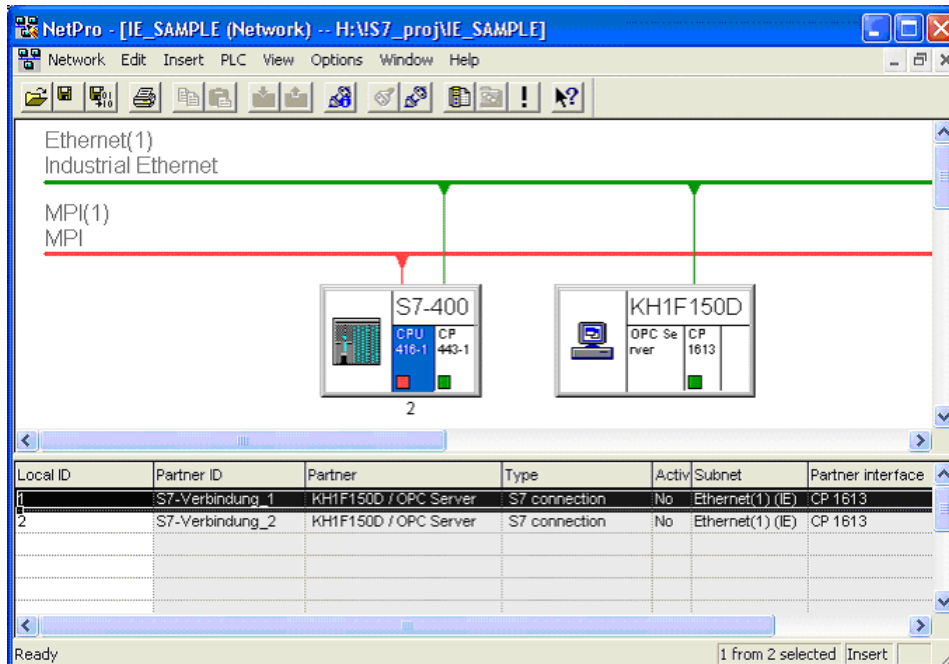 NetPro - [IE_SAMPLE (Network) -- H:\!S7_proj\IE_SAMPLE]
Network Edit Insert PLC View Options Window Help
Ethernet(1)
Industrial Ethernet
MPI(1)
MPI
S7-400
CPU
416-1
CP
443-1
2
KH1F150D
OPC Se
rver
CP
1613
Local ID Partner ID Partner Type Activ Subnet Partner interface
1 S7-Verbindung_1 KH1F150D / OPC Server S7 connection No Ethernet(1) (IE) CP 1613
2 S7-Verbindung_2 KH1F150D / OPC Server S7 connection No Ethernet(1) (IE) CP 1613
Ready 1 from 2 selected Insert